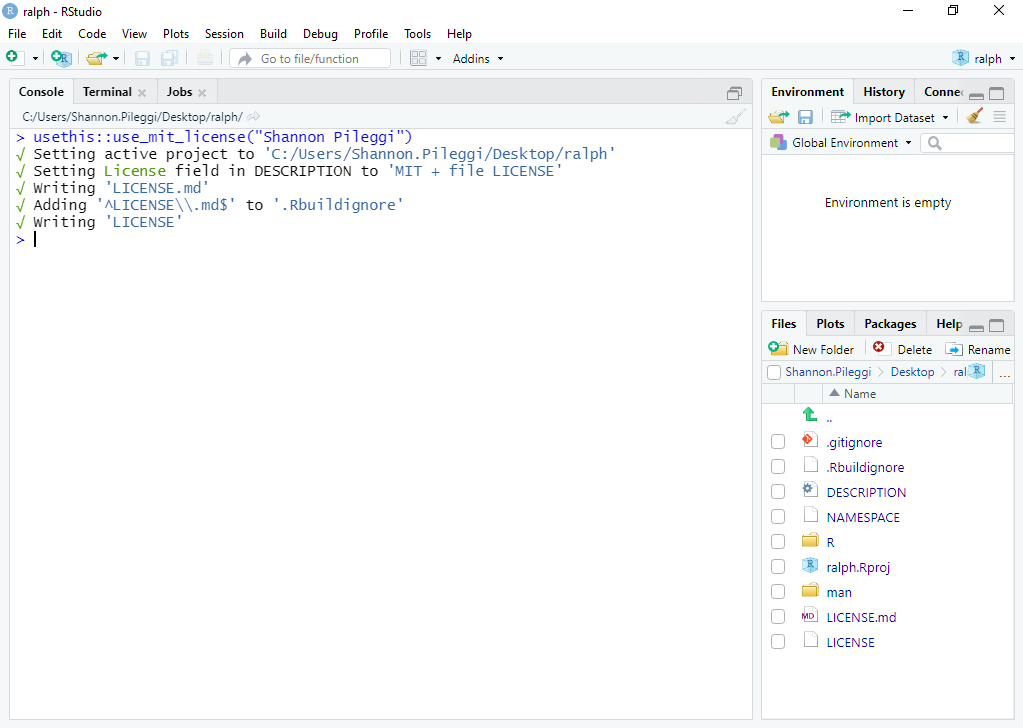 ralph - RStudio
File Edit Code View Plots Session Build Debug Profile Tools Help
Go to file/function Addins ralph
Console Terminal Jobs
C:/Users/Shannon.Pileggi/Desktop/ralph/
> usethis::use_mit_license("Shannon Pileggi")
√ Setting active project to 'C:/Users/Shannon.Pileggi/Desktop/ralph'
√ Setting License field in DESCRIPTION to 'MIT + file LICENSE'
√ Writing 'LICENSE.md'
√ Adding '^LICENSE\\.md$' to '.Rbuildignore'
√ Writing 'LICENSE'
>
Environment History Connec
Import Dataset
Global Environment
Environment is empty
Files Plots Packages Help
New Folder Delete Rename
Shannon.Pileggi > Desktop > ral R ...
Name
..
.gitignore
.Rbuildignore
DESCRIPTION
NAMESPACE
R
ralph.Rproj
man
MD LICENSE.md
LICENSE